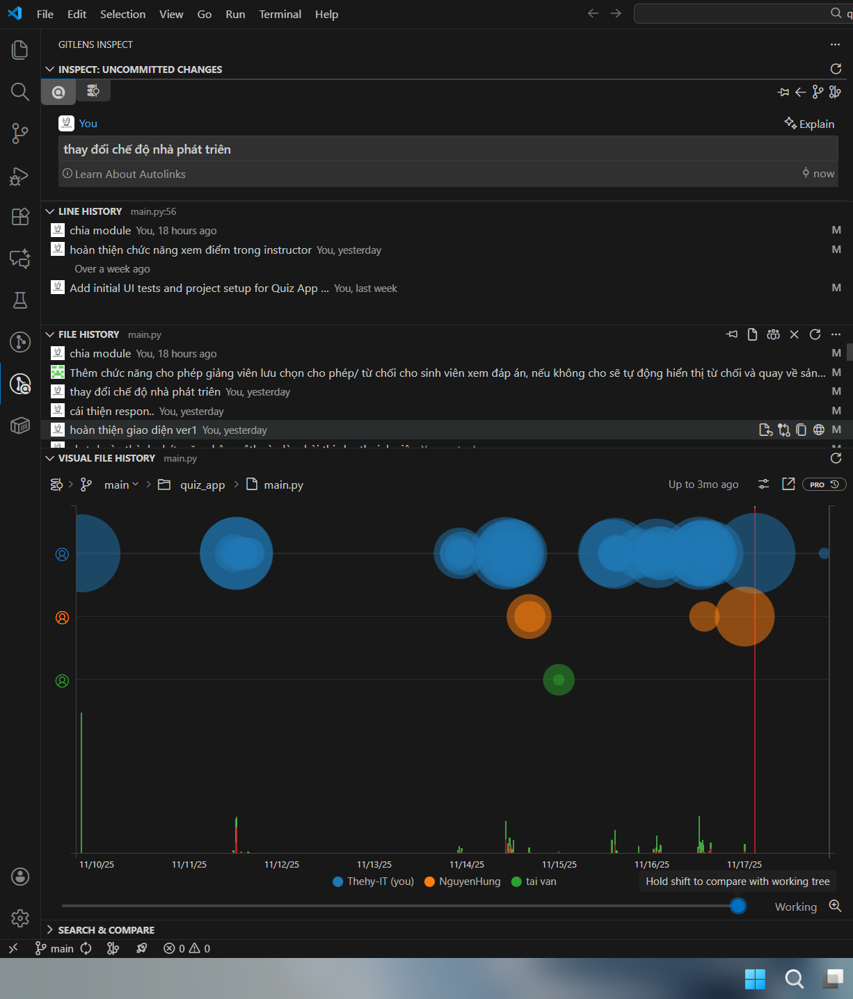 File Edit Selection View Go Run Terminal Help
q
GITLENS INSPECT
INSPECT: UNCOMMITTED CHANGES
You
Explain
thay đổi chế độ nhà phát triên
Learn About Autolinks
now
LINE HISTORY main.py:56
chia module You, 18 hours ago M
hoàn thiện chức năng xem điểm trong instructor You, yesterday M
Over a week ago
Add initial UI tests and project setup for Quiz App ... You, last week M
FILE HISTORY main.py
chia module You, 18 hours ago M
Thêm chức năng cho phép giảng viên lưu chọn cho phép/ từ chối cho sinh viên xem đáp án, nếu không cho sẽ tự động hiển thị từ chối và quay về sản... M
thay đổi chế độ nhà phát triên You, yesterday M
cái thiện respon.. You, yesterday M
hoàn thiện giao diện ver1 You, yesterday M
VISUAL FILE HISTORY main.py
main quiz_app main.py
Up to 3mo ago
PRO
11/10/25 11/11/25 11/12/25 11/13/25 11/14/25 11/15/25 11/16/25 11/17/25
Thehy-IT (you) NguyenHung tai van
Hold shift to compare with working tree
Working
SEARCH & COMPARE
main 0 0